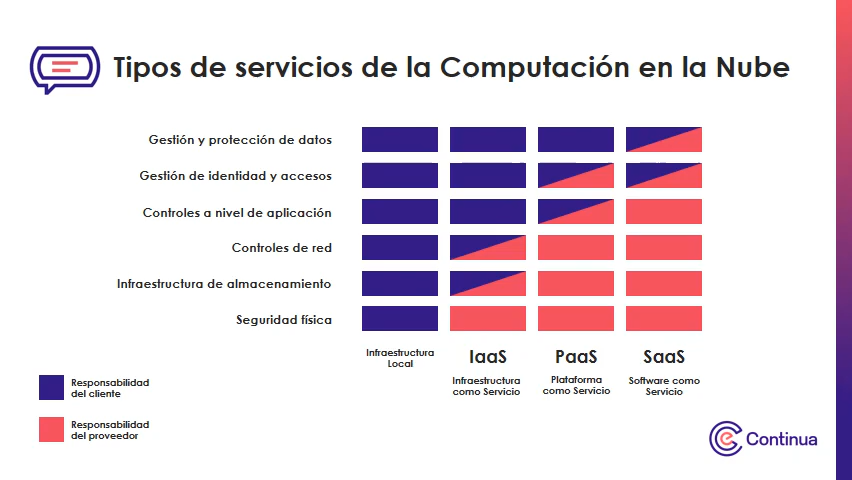 Tipos de servicios de la Computación en la Nube
Gestión y protección de datos
Gestión de identidad y accesos
Controles a nivel de aplicación
Controles de red
Infraestructura de almacenamiento
Seguridad física
Infraestructura
Local
IaaS
Infraestructura
como Servicio
PaaS
Plataforma
como Servicio
SaaS
Software como
Servicio
Responsabilidad
del cliente
Responsabilidad
del proveedor
e Continua